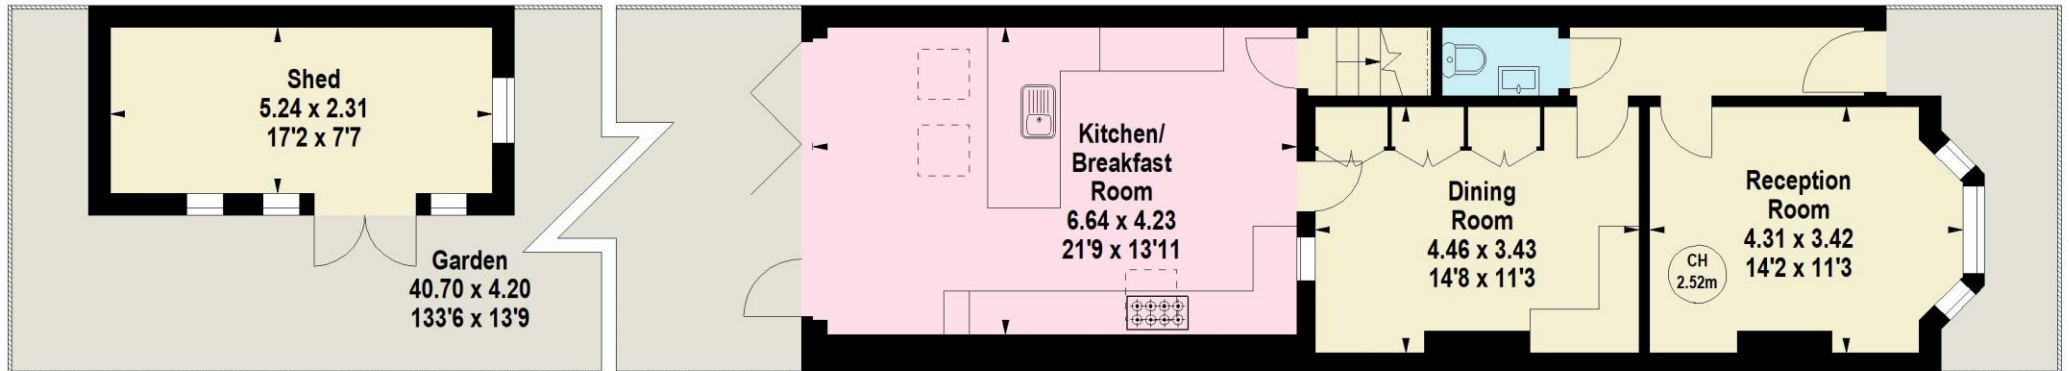 Shed
5.24 x 2.31
17'2 x 7'7
Garden
40.70 x 4.20
133'6 x 13'9
Kitchen/
Breakfast
Room
6.64 x 4.23
21'9 x 13'11
Dining
Room
4.46 x 3.43
14'8 x 11'3
Reception
Room
4.31 x 3.42
14'2 x 11'3
CH
2.52m